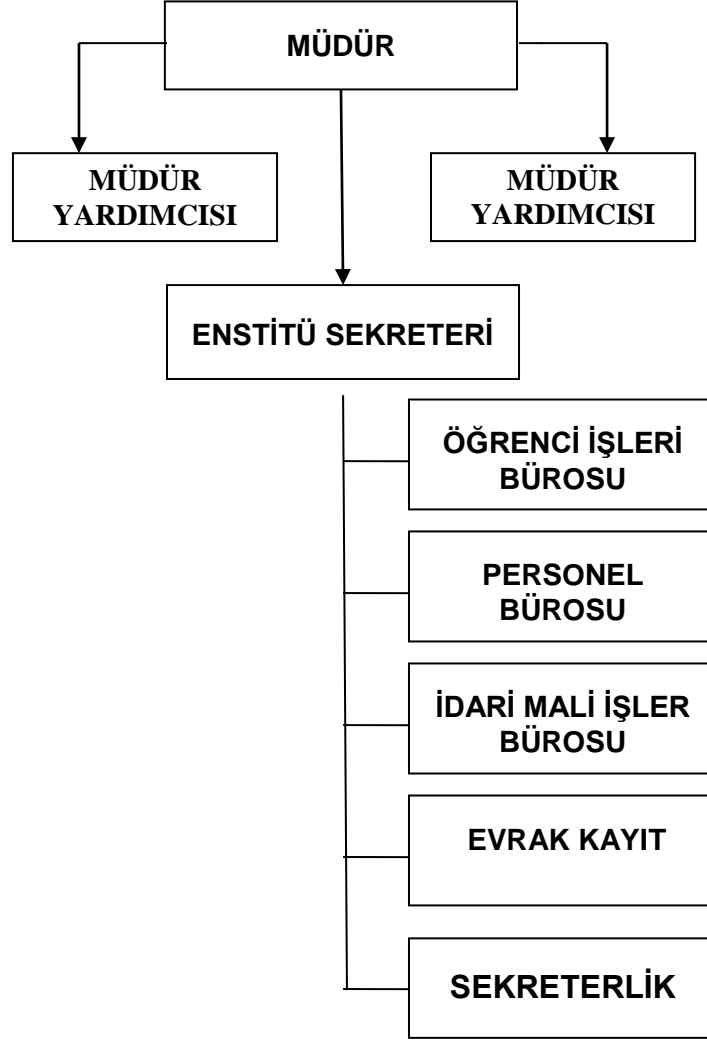 MÜDÜR
MÜDÜR
YARDIMCISI
MÜDÜR
YARDIMCISI
ENSTİTÜ SEKRETERİ
ÖĞRENCİ İŞLERİ
BÜROSU
PERSONEL
BÜROSU
İDARİ MALİ İŞLER
BÜROSU
EVRAK KAYIT
SEKRETERLİK